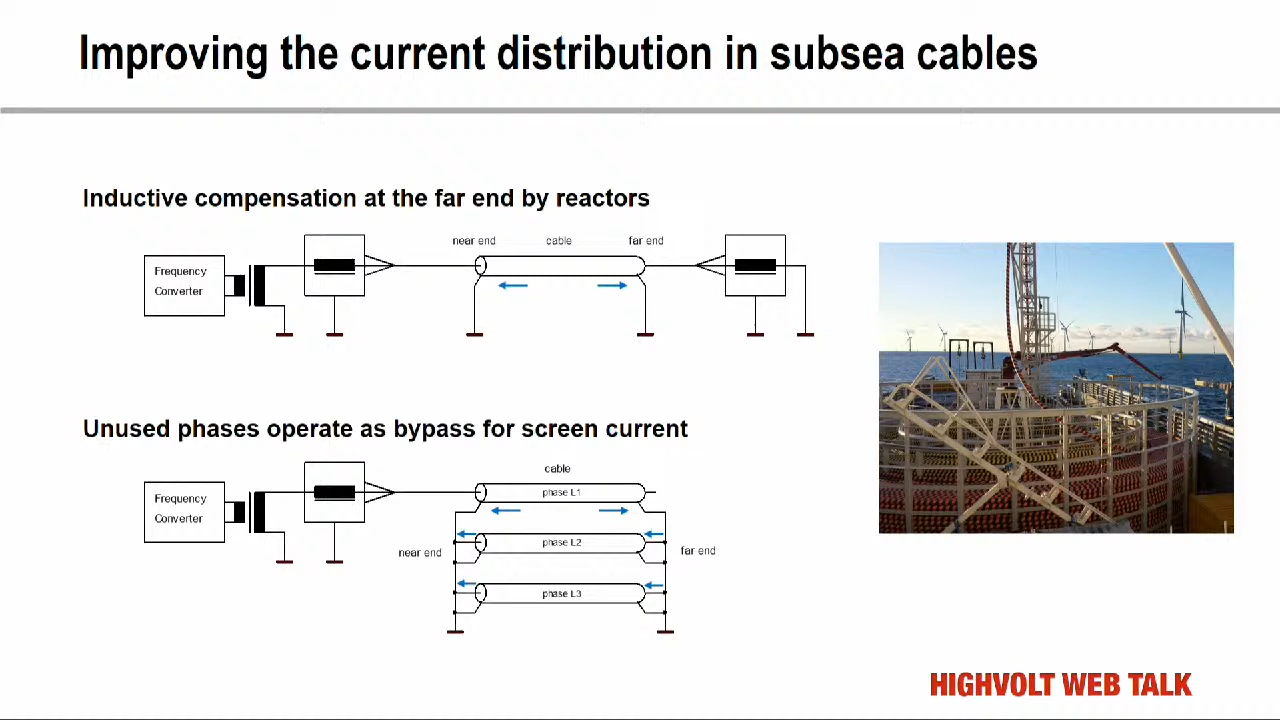 Improving the current distribution in subsea cables
Inductive compensation at the far end by reactors
near end cable far end
Frequency
Converter
Unused phases operate as bypass for screen current
cable
Frequency
Converter
phase L1
near end
phase L2
far end
phase L3
HIGHVOLT WEB TALK